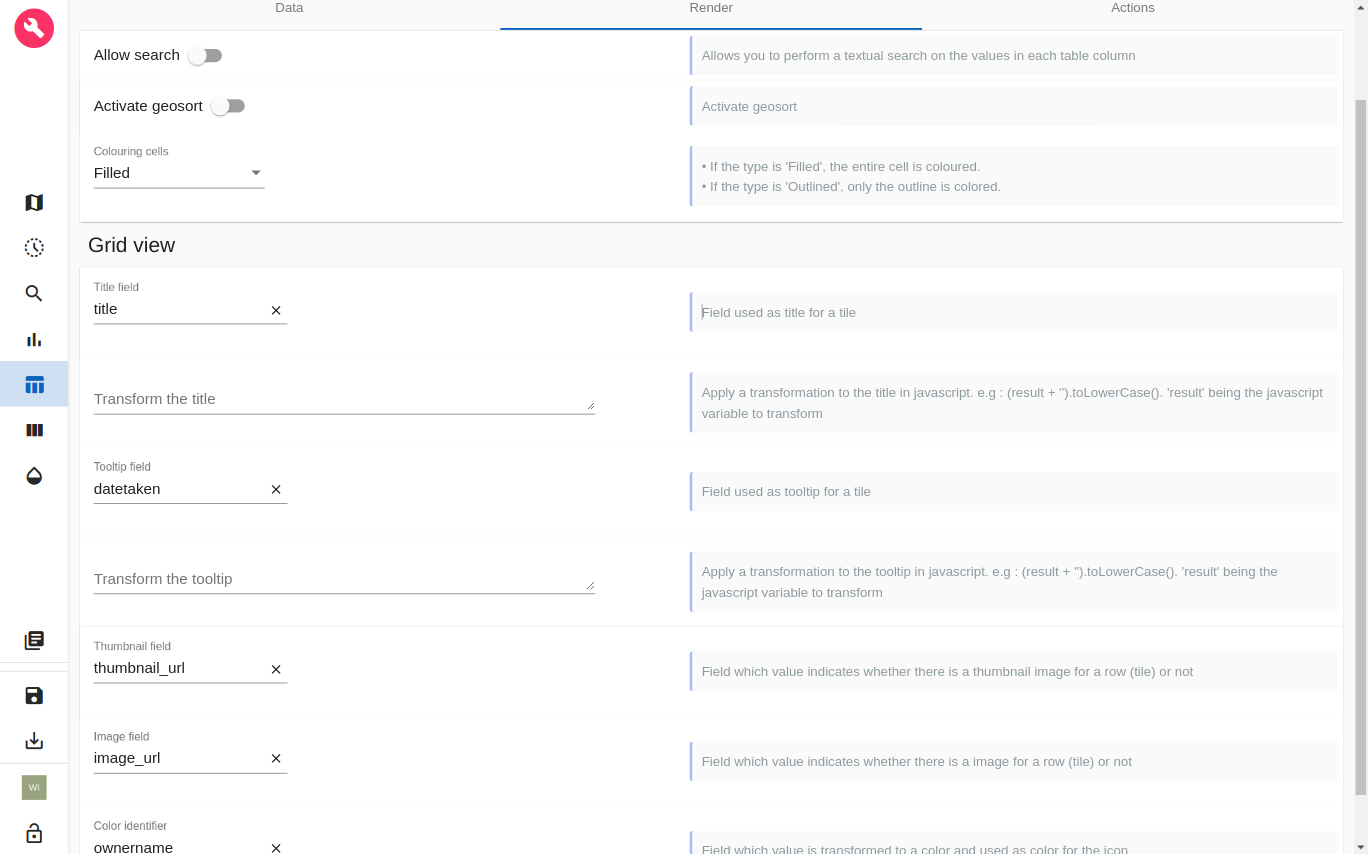 Data
Render
Actions
Allow search
Allows you to perform a textual search on the values in each table column
Activate geosort
Activate geosort
Colouring cells
Filled
• If the type is 'Filled', the entire cell is coloured.
• If the type is 'Outlined', only the outline is colored.
Grid view
Title field
title
Field used as title for a tile
Transform the title
Apply a transformation to the title in javascript. e.g : (result + '').toLowerCase(). 'result' being the javascript
variable to transform
Tooltip field
datetaken
Field used as tooltip for a tile
Transform the tooltip
Apply a transformation to the tooltip in javascript. e.g : (result + '').toLowerCase(). 'result' being the
javascript variable to transform
Thumbnail field
thumbnail_url
Field which value indicates whether there is a thumbnail image for a row (tile) or not
Image field
image_url
Field which value indicates whether there is a image for a row (tile) or not
WI
Color identifier
ownername
Field which value is transformed to a color and used as color for the icon